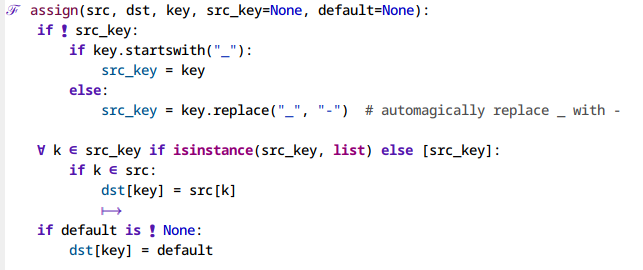 ℱ assign(src, dst, key, src_key=None, default=None):
    if ! src_key:
        if key.startswith("_"):
            src_key = key
        else:
            src_key = key.replace("_", "-")  # automagically replace _ with -

    ∀ k ∈ src_key if isinstance(src_key, list) else [src_key]:
        if k ∈ src:
            dst[key] = src[k]
            ↦
    if default is ! None:
        dst[key] = default